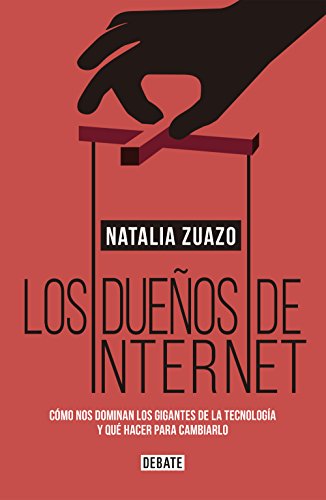 NATALIA ZUAZO
LOS DUEÑOS DE
INTERNET
CÓMO NOS DOMINAN LOS GIGANTES DE LA TECNOLOGÍA
Y QUÉ HACER PARA CAMBIARLO
DEBATE